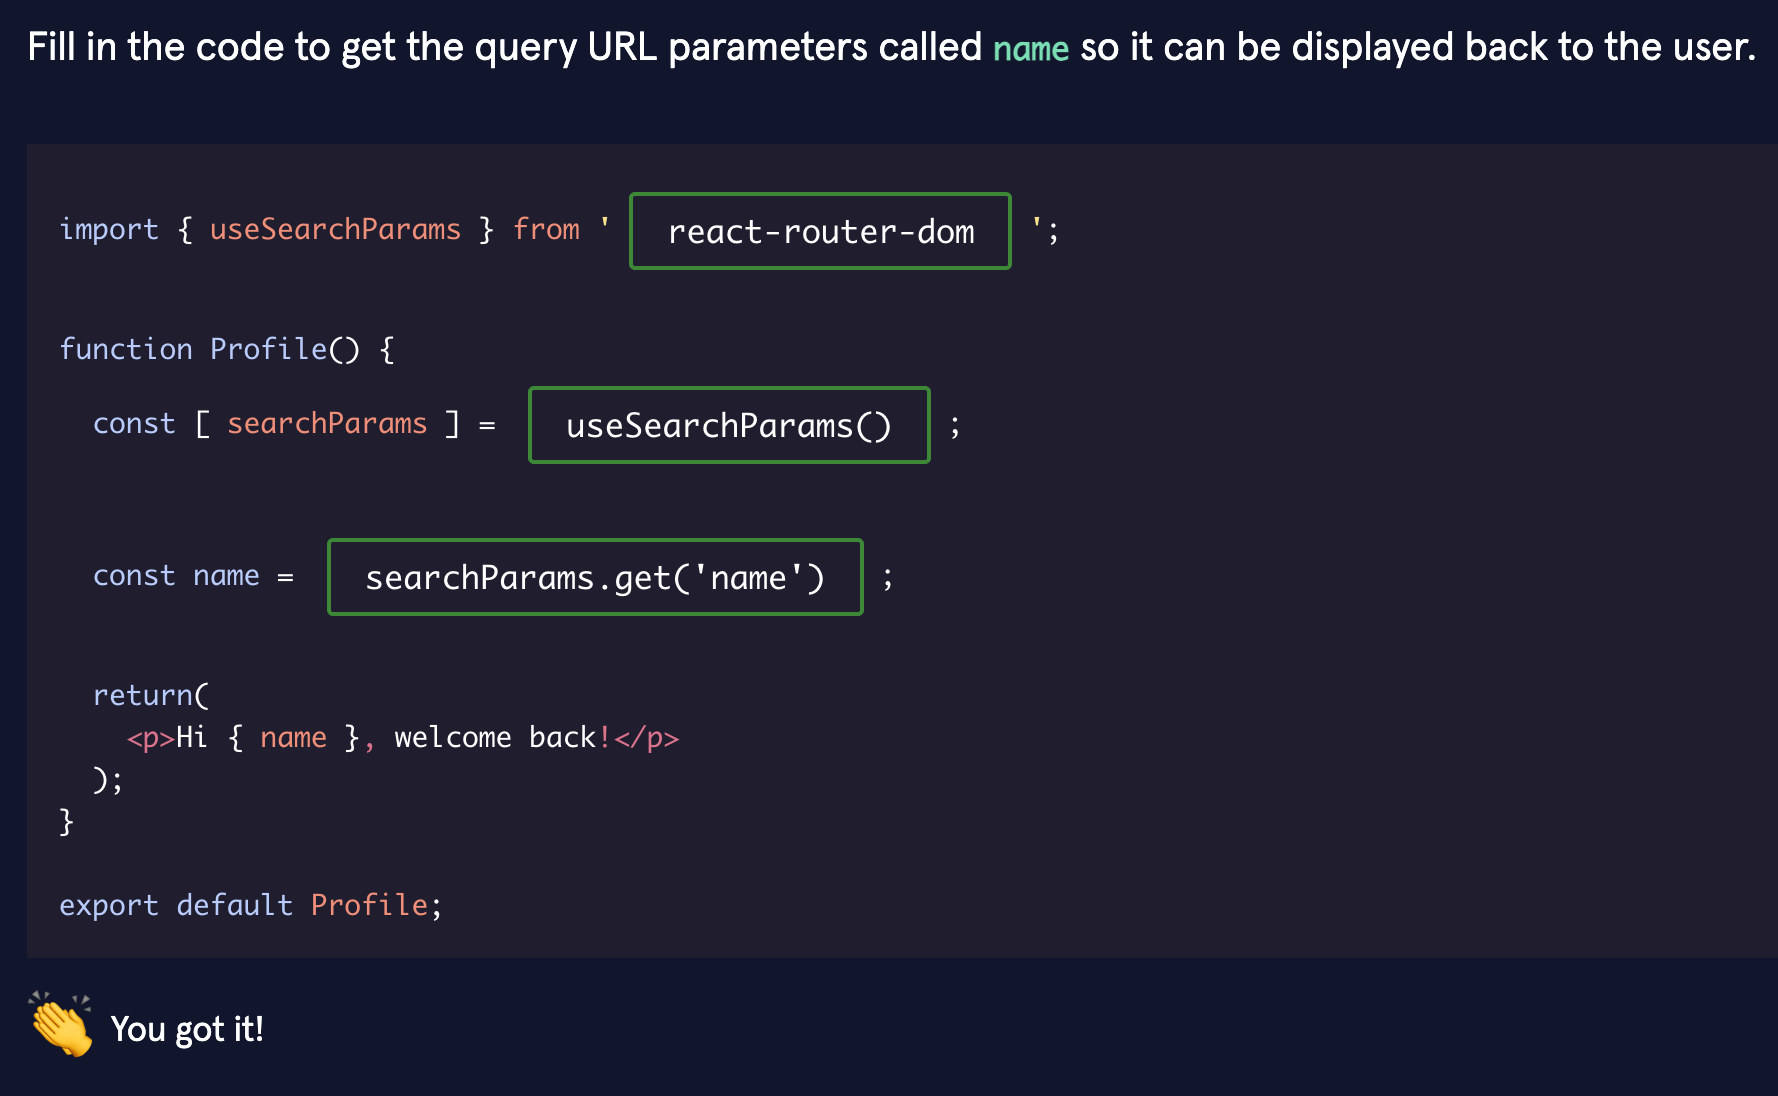 Fill in the code to get the query URL parameters called name so it can be displayed back to the user.
import { useSearchParams } from ' react-router-dom ';
function Profile() {
const [ searchParams ] = useSearchParams() ;
const name = searchParams.get('name') ;
return(
<p>Hi { name }, welcome back!</p>
);
}
export default Profile;
👏 You got it!